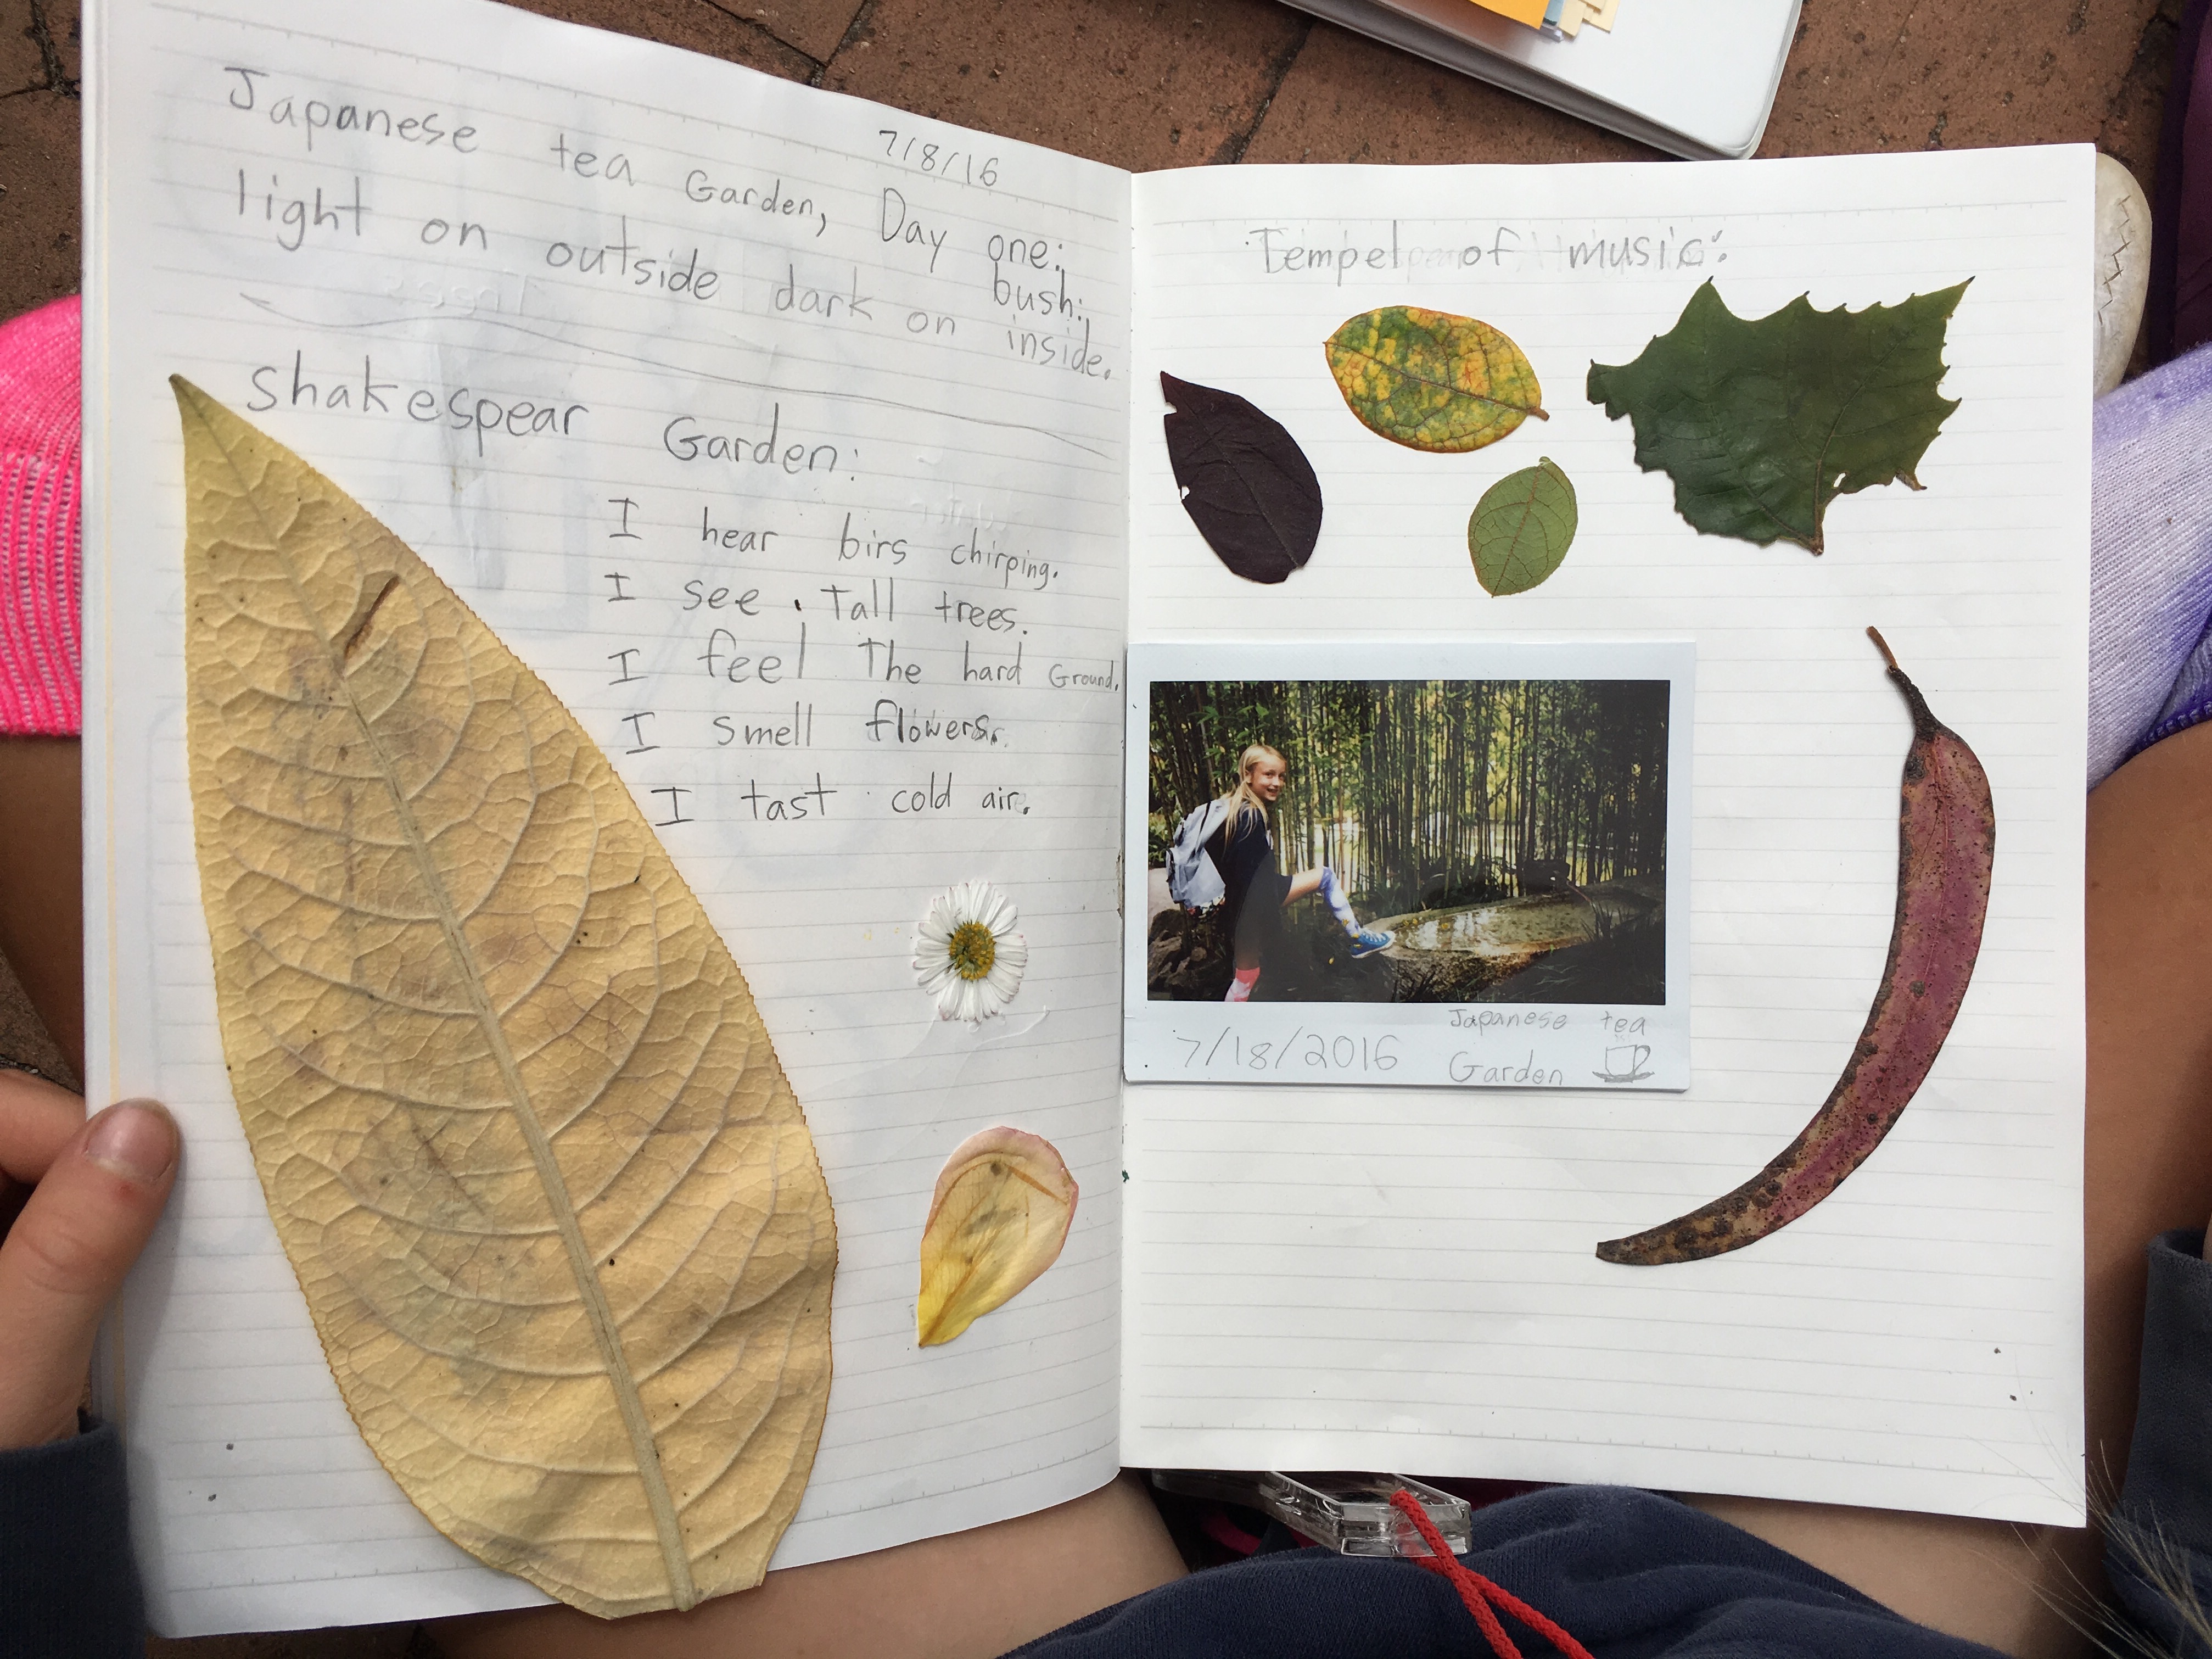 7/8/16
Japanese tea Garden, Day one:
bush:
light on outside dark on inside.
Shakespear Garden:
I hear birs chirping.
I see . Tall trees.
I feel The hard Ground.
I smell flowers.
I tast cold air.
Tempel of music:
7/18/2016 Japanese tea
Garden